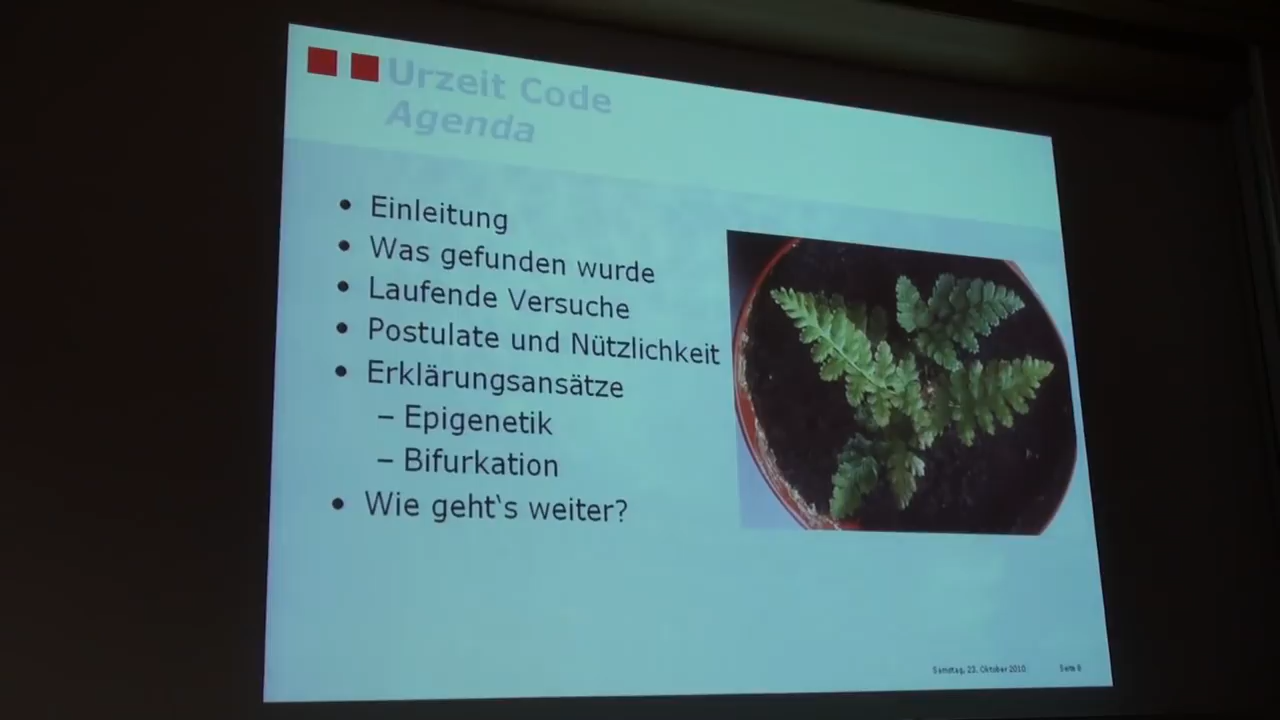 Urzeit Code
Agenda
• Einleitung
• Was gefunden wurde
• Laufende Versuche
• Postulate und Nützlichkeit
• Erklärungsansätze
– Epigenetik
– Bifurkation
• Wie geht‘s weiter?
Samstag, 23. Oktober 2010
Seite